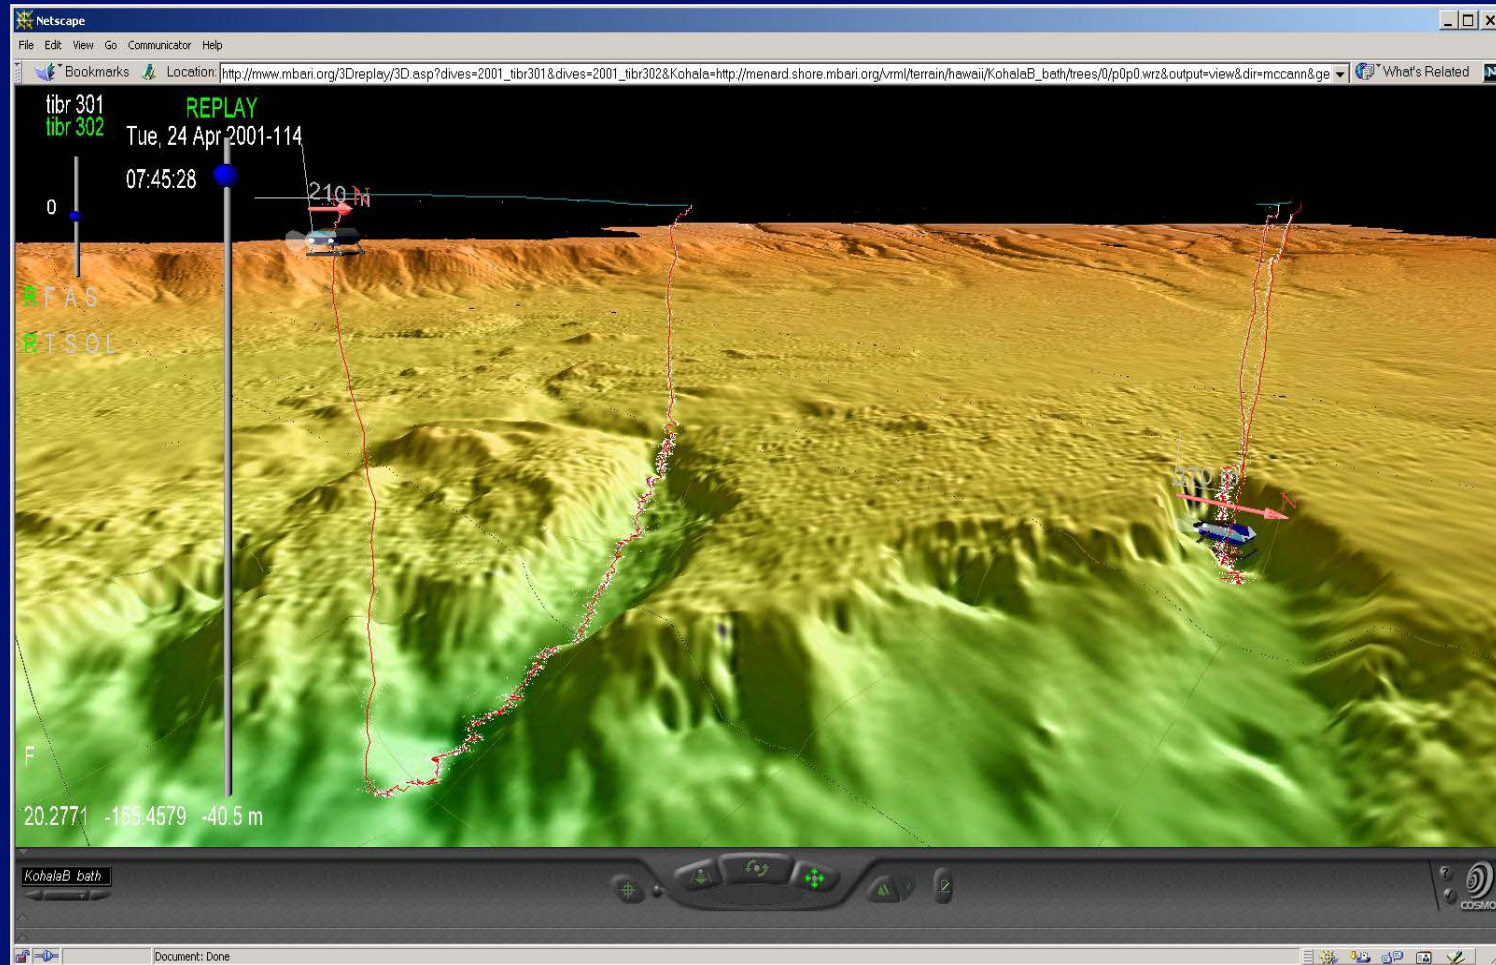 Netscape
File Edit View Go Communicator Help
Bookmarks Location: http://mww.mbari.org/3Dreplay/3D.asp?dives=2001_tibr301&dives=2001_tibr302&Kohala=http://menard.shore.mbari.org/vrml/terrain/hawaii/KohalaB_bath/trees/0/p0p0.wrz&output=view&dir=mccann&ge What's Related N
tibr 301
tibr 302
REPLAY
Tue, 24 Apr 2001-114
07:45:28
0
210 N
R F A S
R T S O L
N
F
20.2771 -155.4579 -40.5 m
KohalaB bath
?
COSMO
Document: Done